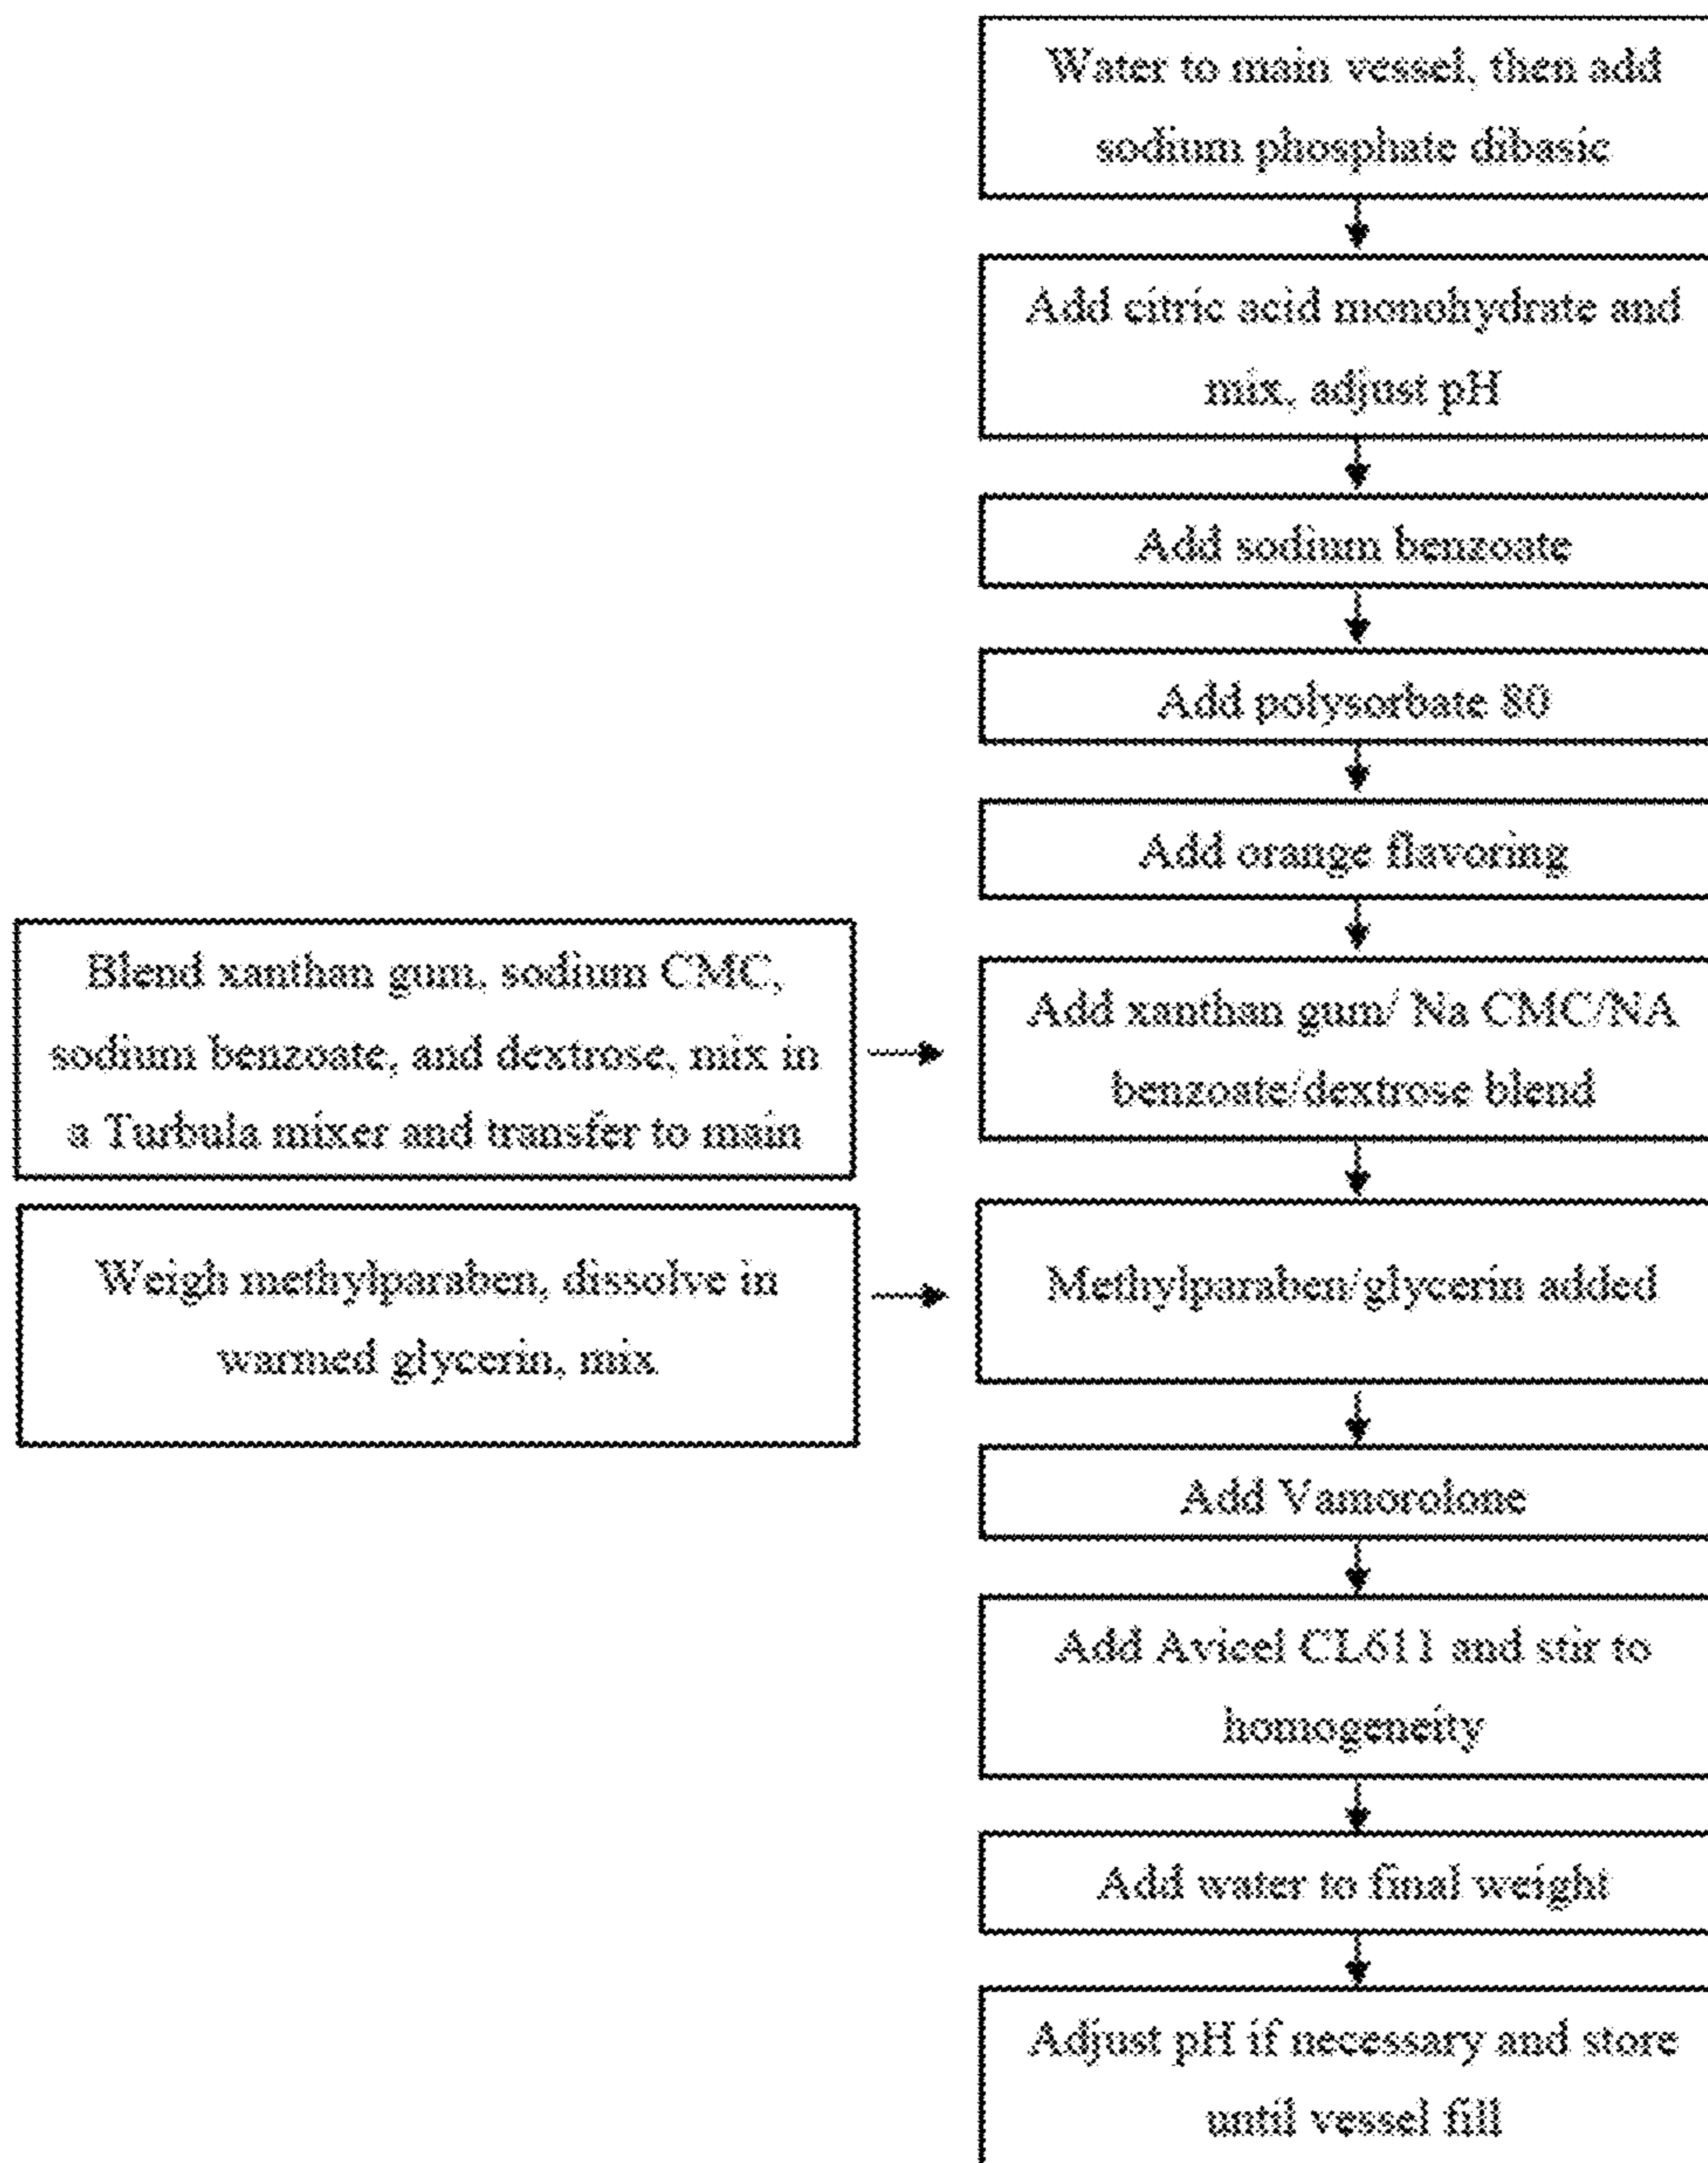 Water to main vessel, then add
sodium phosphate dibasic
Add citric acid monohydrate and
mix, adjust pH
Add sodium benzoate
Add polysorbate 80
Add orange flavoring
Blend xanthan gum, sodium CMC,
sodium benzoate, and dextrose, mix in
a Turbula mixer and transfer to main
Add xanthan gum/ Na CMC/NA
benzoate/dextrose blend
Weigh methylparaben, dissolve in
warmed glycerin, mix
Methylparaben/glycerin added
Add Vamorolone
Add Avicel CL611 and stir to
homogeneity
Add water to final weight
Adjust pH if necessary and store
until vessel fill